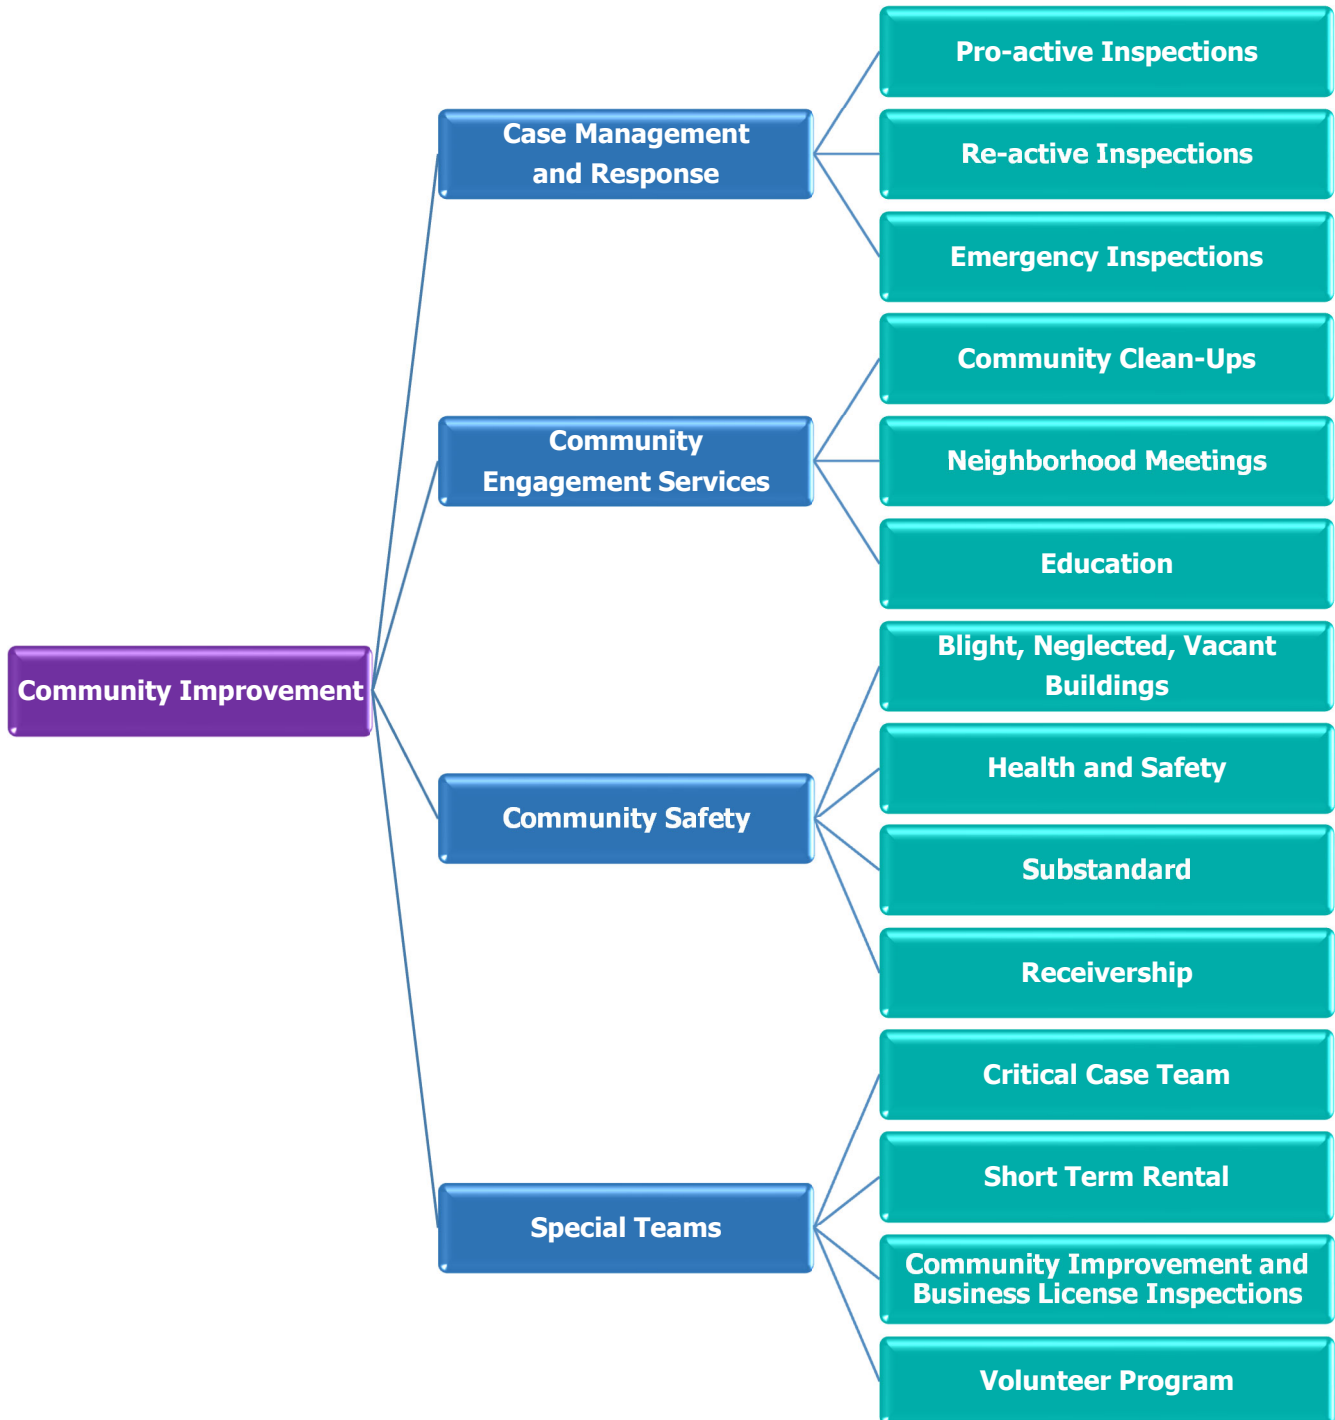 Community Improvement
Case Management
and Response
Pro-active Inspections
Re-active Inspections
Emergency Inspections
Community
Engagement Services
Community Clean-Ups
Neighborhood Meetings
Education
Community Safety
Blight, Neglected, Vacant
Buildings
Health and Safety
Substandard
Receivership
Special Teams
Critical Case Team
Short Term Rental
Community Improvement and
Business License Inspections
Volunteer Program